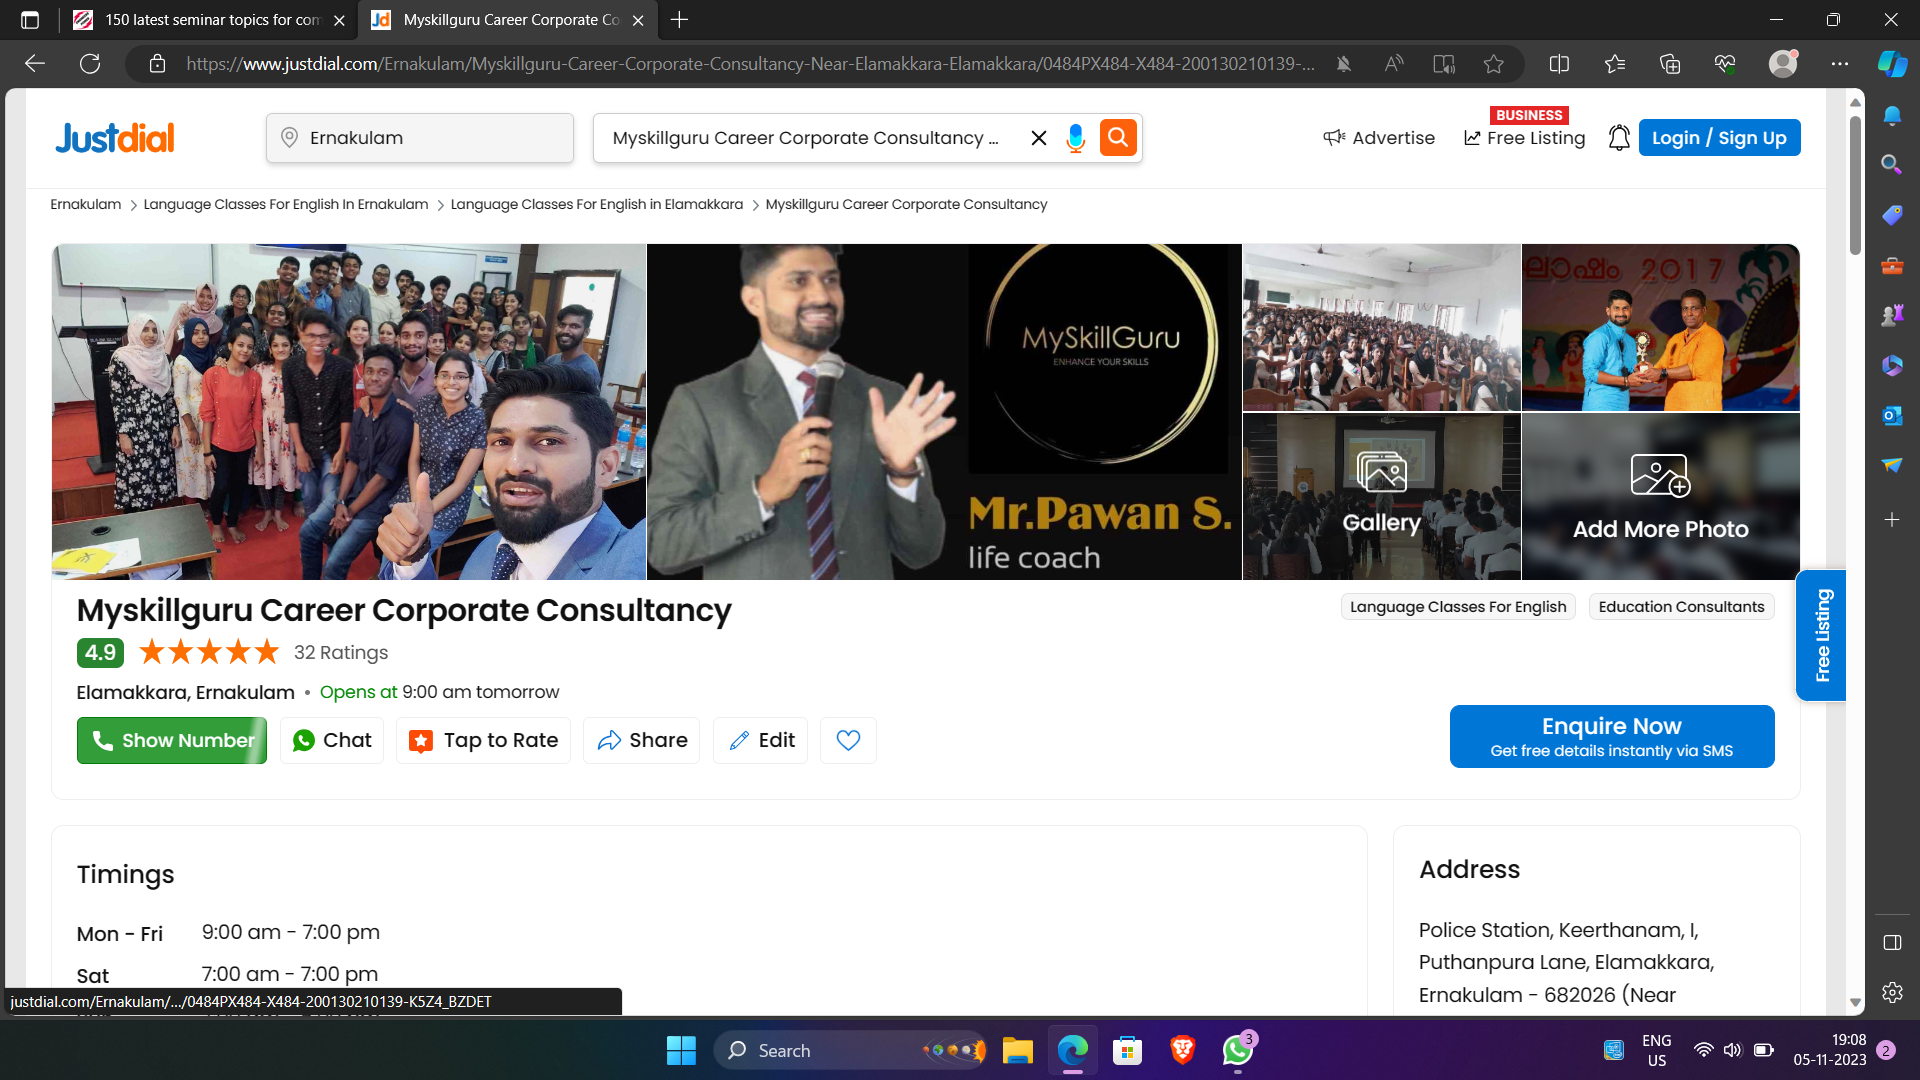 150 latest seminar topics for com
Myskillguru Career Corporate Co
https://www.justdial.com/Ernakulam/Myskillguru-Career-Corporate-Consultancy-Near-Elamakkara-Elamakkara/0484PX484-X484-200130210139-...
Justdial
Ernakulam
Myskillguru Career Corporate Consultancy ...
Advertise
BUSINESS
Free Listing
Login / Sign Up
Ernakulam > Language Classes For English In Ernakulam > Language Classes For English in Elamakkara > Myskillguru Career Corporate Consultancy
MySkillGuru
ENHANCE YOUR SKILLS
Mr.Pawan S.
life coach
ലാഷം 2017
Gallery
Add More Photo
Myskillguru Career Corporate Consultancy
Language Classes For English
Education Consultants
4.9
32 Ratings
Elamakkara, Ernakulam • Opens at 9:00 am tomorrow
Show Number
Chat
Tap to Rate
Share
Edit
Enquire Now
Get free details instantly via SMS
Free Listing
Timings
Mon - Fri 9:00 am - 7:00 pm
Sat 7:00 am - 7:00 pm
Address
Police Station, Keerthanam, I,
Puthanpura Lane, Elamakkara,
Ernakulam - 682026 (Near
justdial.com/Ernakulam/.../0484PX484-X484-200130210139-K5Z4_BZDET
Search
3
ENG
US
19:08
05-11-2023
2